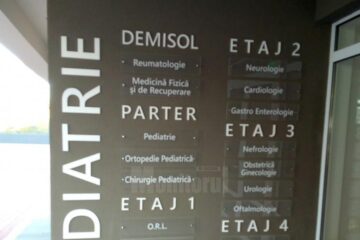 DIATRIE
DEMISOL
Reumatologie
Medicină Fizică
și de Recuperare
PARTER
Pediatrie
Ortopedie Pediatrică
Chirurgie Pediatrică
ETAJ 1
O.R.L.
ETAJ 2
Neurologie
Cardiologie
Gastro Enterologie
ETAJ 3
Nefrologie
Obstetrică
Ginecologie
Urologie
Oftalmologie
ETAJ 4
Monitorul